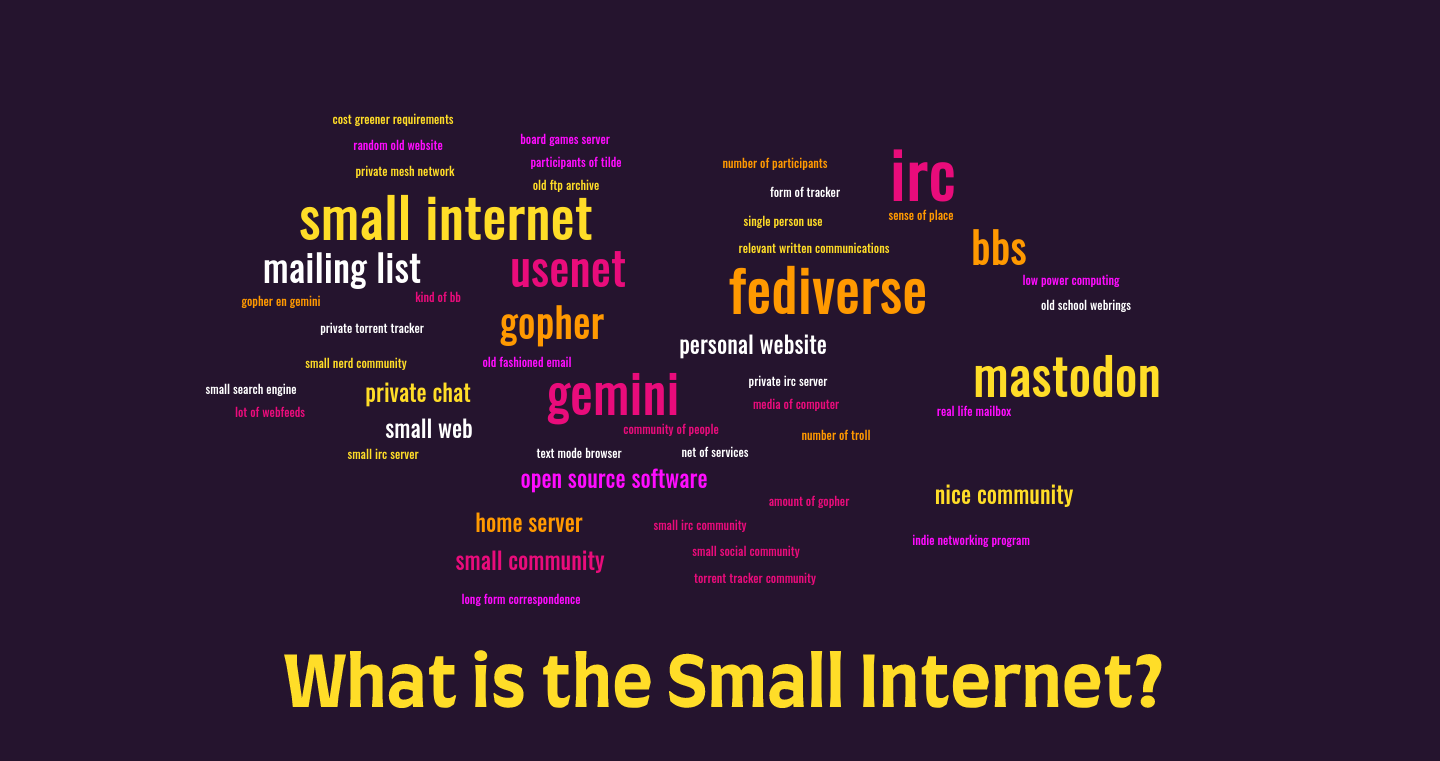 cost greener requirements
random old website
board games server
participants of tilde
private mesh network
old ftp archive
number of participants
irc
form of tracker
small internet
single person use
sense of place
relevant written communications
bbs
mailing list
usenet
fediverse
low power computing
gopher en gemini
kind of bb
old school webrings
private torrent tracker
gopher
personal website
small nerd community
old fashioned email
mastodon
small search engine
private chat
gemini
private irc server
lot of webfeeds
media of computer
real life mailbox
small web
community of people
number of troll
small irc server
text mode browser
net of services
open source software
nice community
amount of gopher
home server
small irc community
indie networking program
small community
small social community
torrent tracker community
long form correspondence
What is the Small Internet?